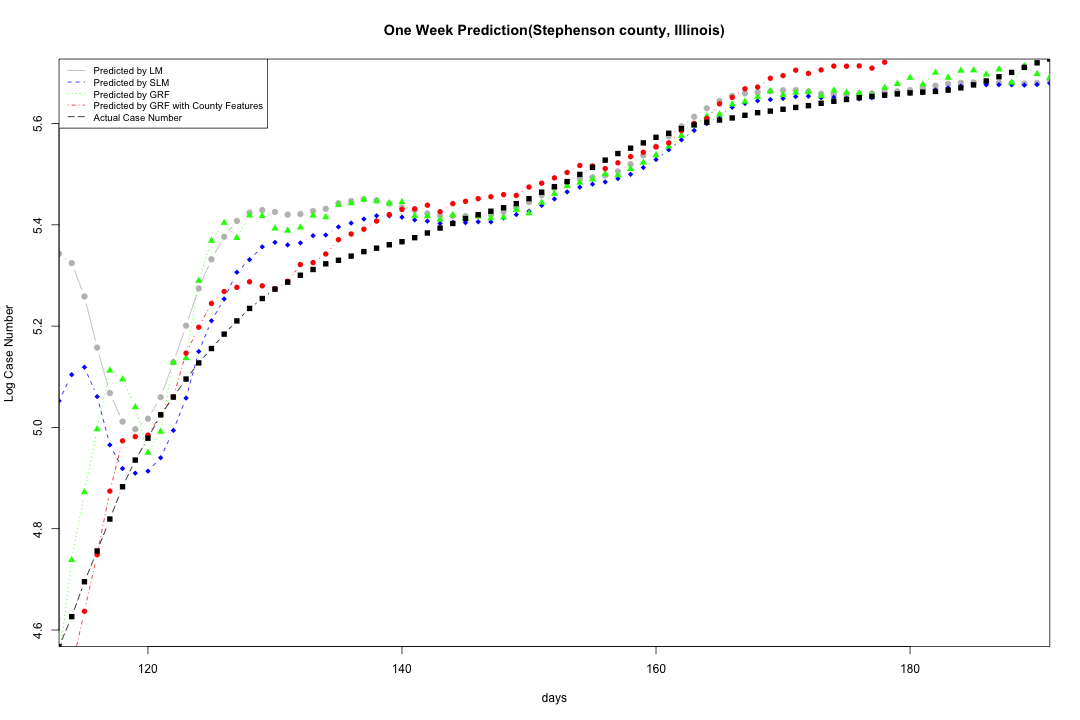 One Week Prediction(Stephenson county, Illinois)
Predicted by LM
Predicted by SLM
Predicted by GRF
Predicted by GRF with County Features
Actual Case Number
Log Case Number
5.6
5.4
5.2
5.0
4.8
4.6
120 140 160 180
days